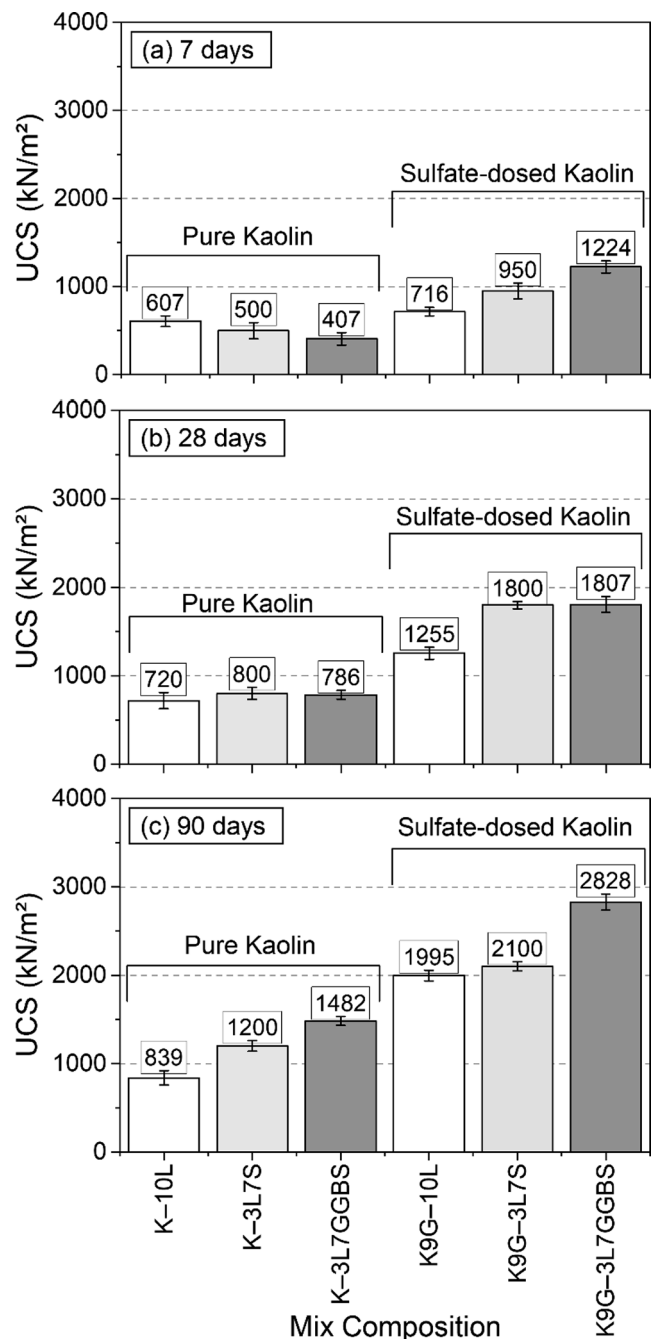 4000
(a) 7 days
3000
Sulfate-dosed Kaolin
2000
Pure Kaolin
1224
950
1000
716
607
500
407
0
UCS (kN/m²)
4000
(b) 28 days
3000
Sulfate-dosed Kaolin
2000
1800
1807
Pure Kaolin
1255
1000
720
800
786
0
UCS (kN/m²)
4000
(c) 90 days
Sulfate-dosed Kaolin
3000
2828
Pure Kaolin
1995
2100
2000
1482
1200
839
1000
0
UCS (kN/m²)
K–10L
K–3L7S
K–3L7GGBS
K9G–10L
K9G–3L7S
K9G–3L7GGBS
Mix Composition